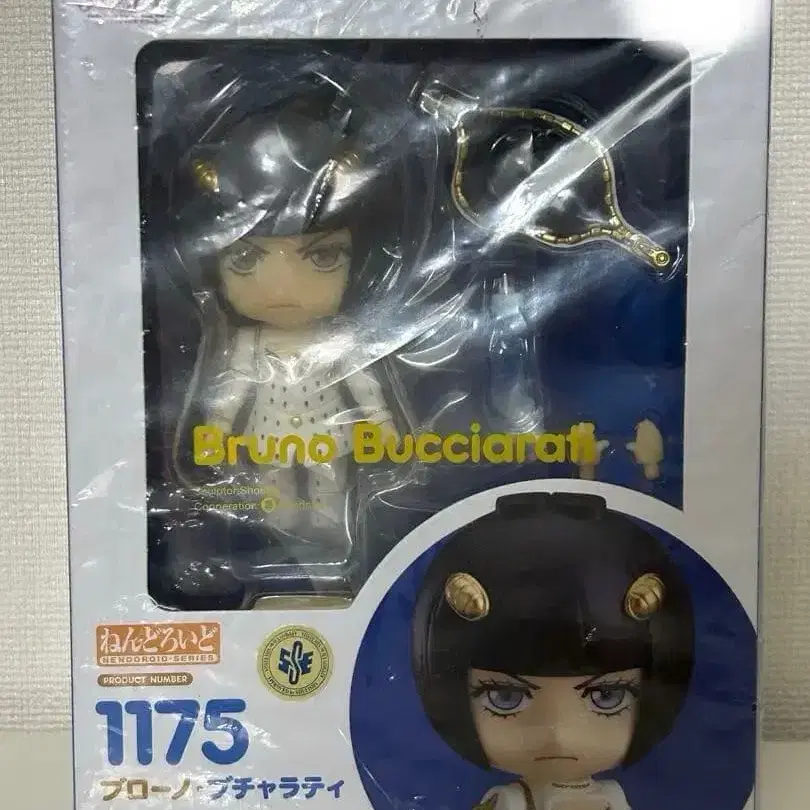 Bruno Bucciarati
ねんどろいど
NENDOROID-SERIES
SSE
PRODUCT NUMBER
1175
ブローノ・ブチャラティ